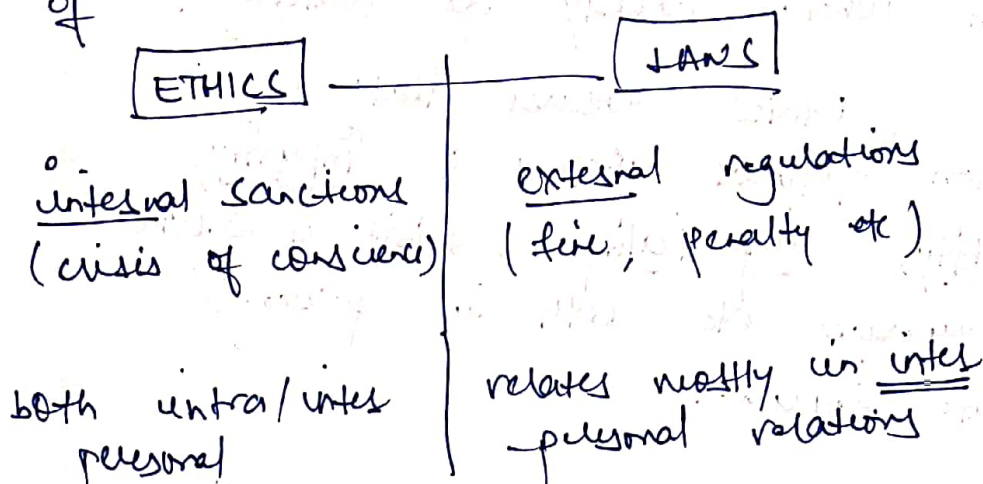 of
ETHICS
LAWS
internal sanctions
(crisis of conscience)
external regulations
(fine, penalty etc)
both intra/inter
personal
relates mostly in inter
-personal relations